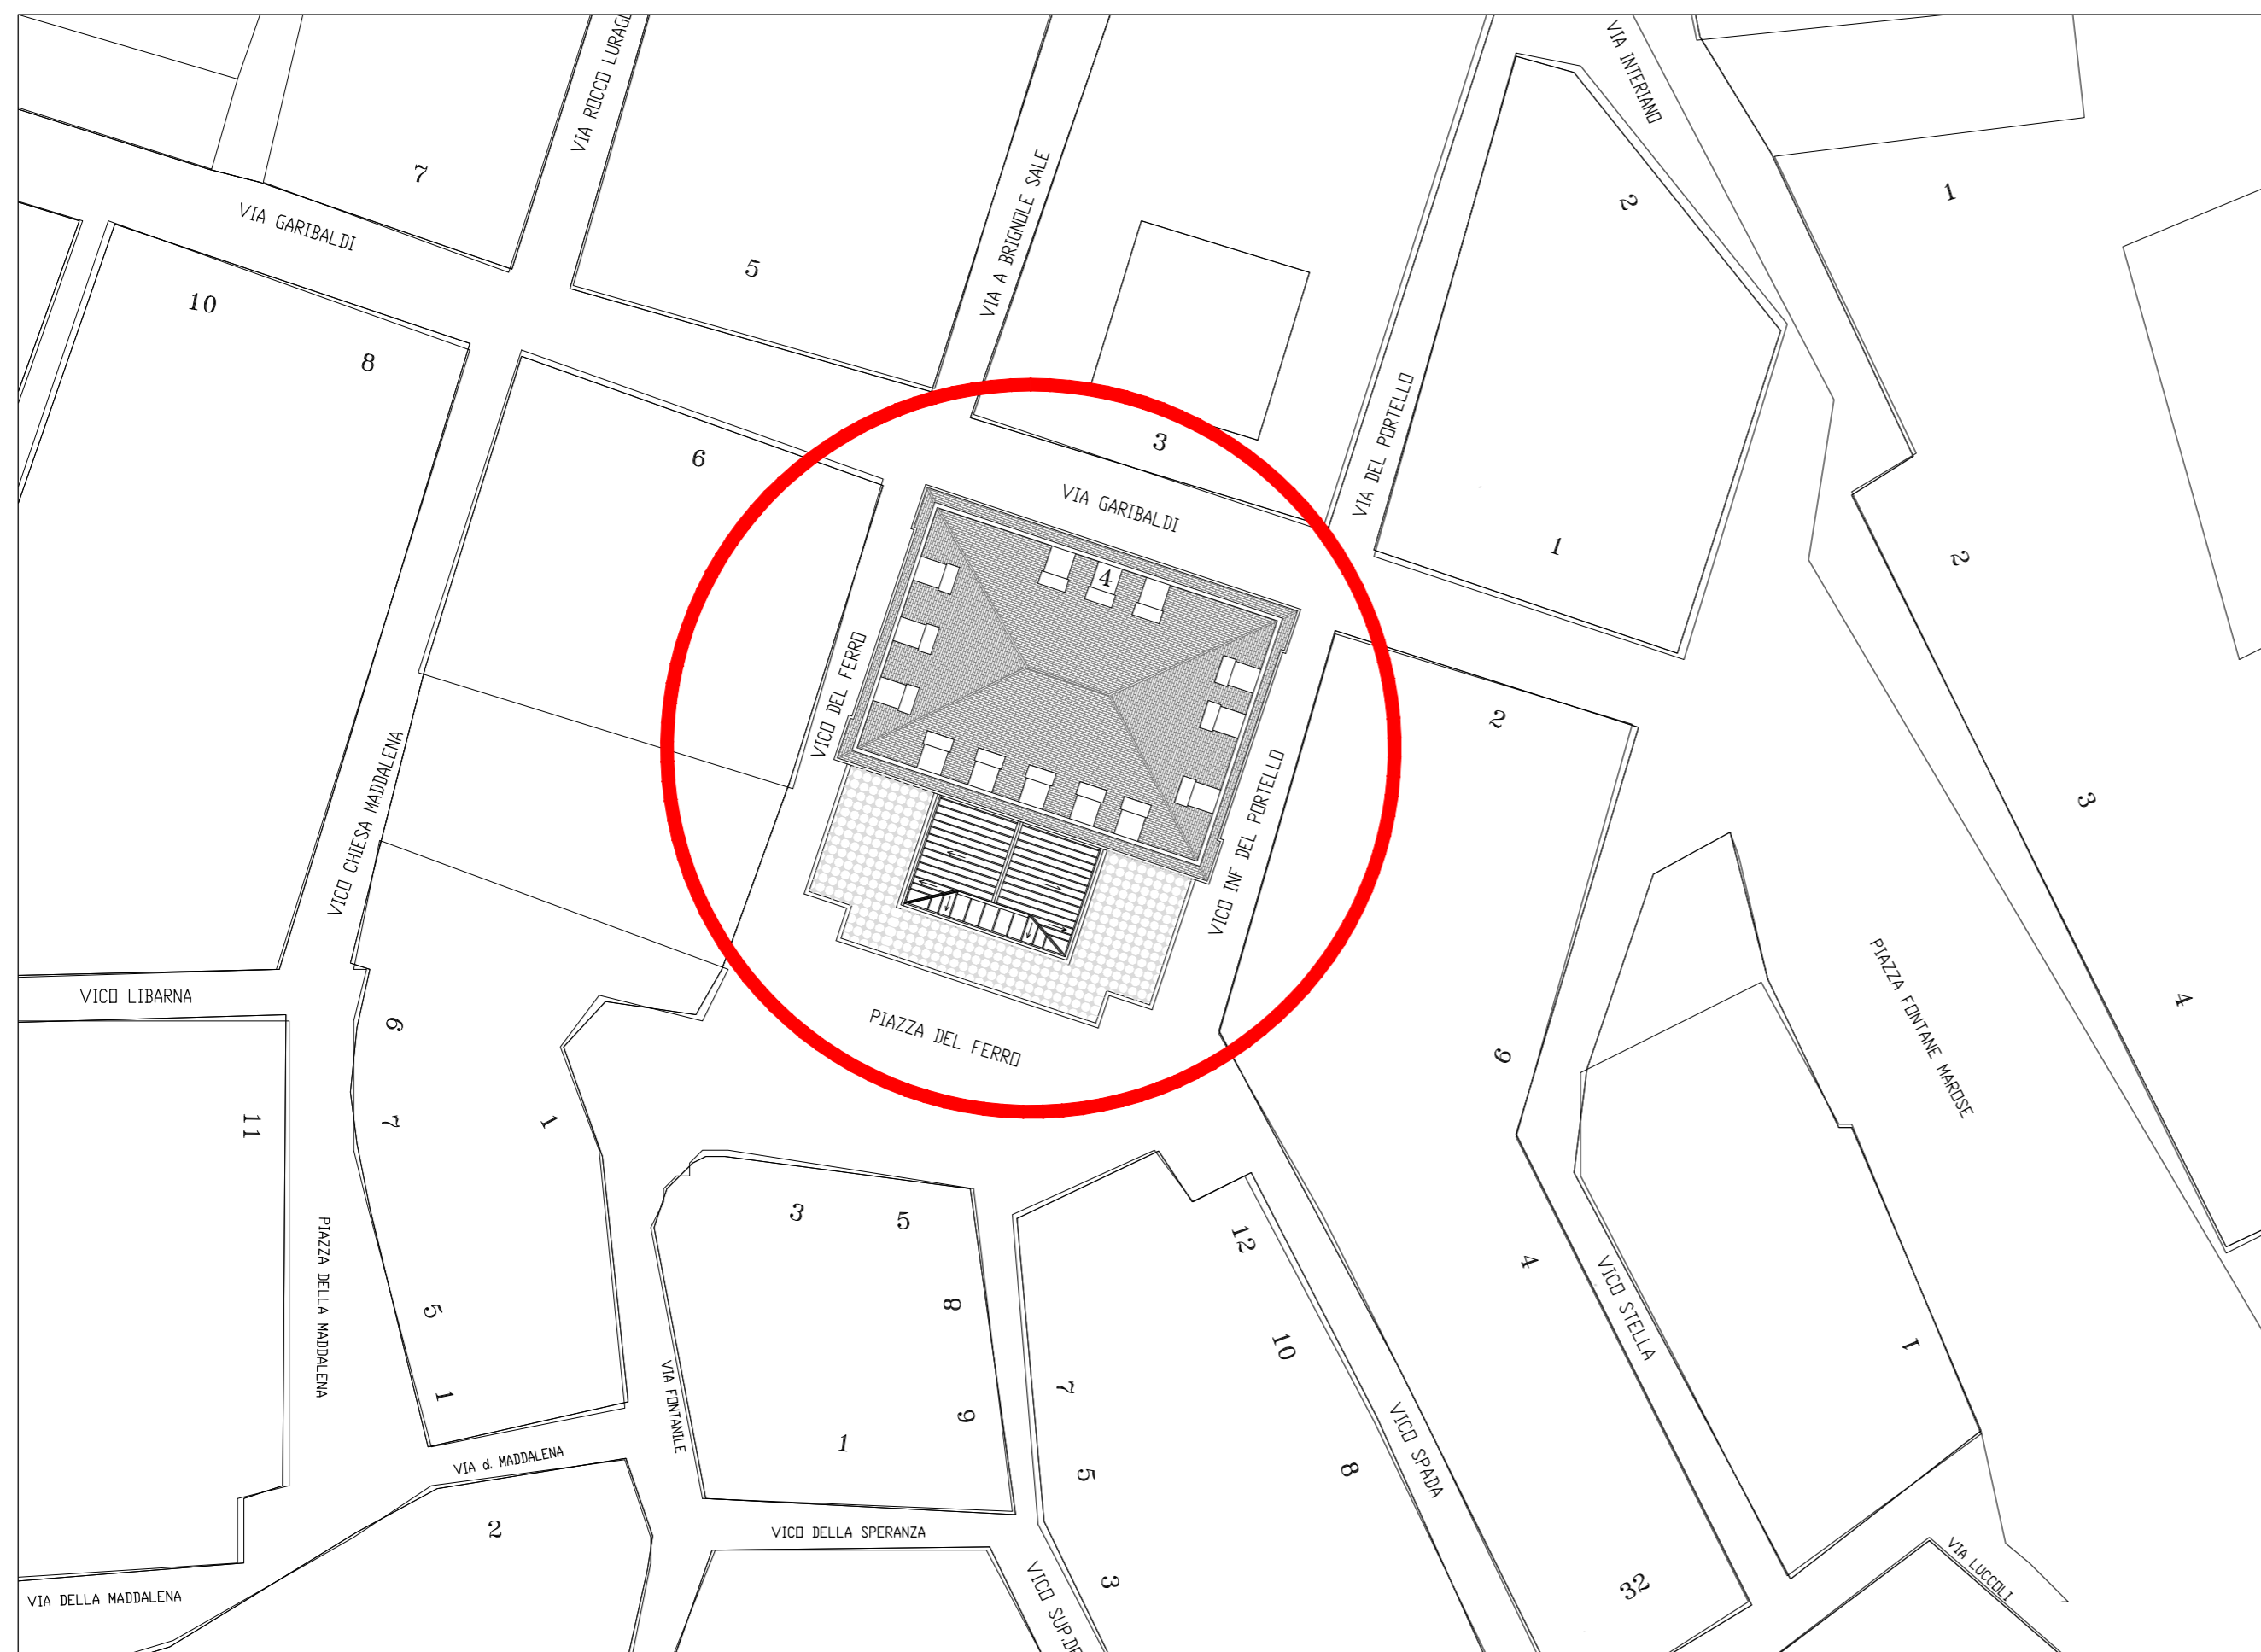 VIA INTERIANO
7
VIA GARIBALDI
2
1
5
VIA A BRIGNOLE SALE
10
8
3
VIA DEL PORTELLO
6
VIA GARIBALDI
1
2
4
VICO DEL FERRO
2
VICO CHIESA MADDALENA
VICO INF DEL PORTELLO
3
VICO LIBARNA
4
6
PIAZZA DEL FERRO
PIAZZA FONTANE MAROSE
9
11
7
1
3
5
12
4
PIAZZA DELLA MADDALENA
5
8
VICO STELLA
10
1
7
1
VIA FONTANILE
9
1
VIA d. MADDALENA
5
8
VICO SPADA
2
VICO DELLA SPERANZA
3
32
VIA LUCCOLI
VIA DELLA MADDALENA
VICO SUP.